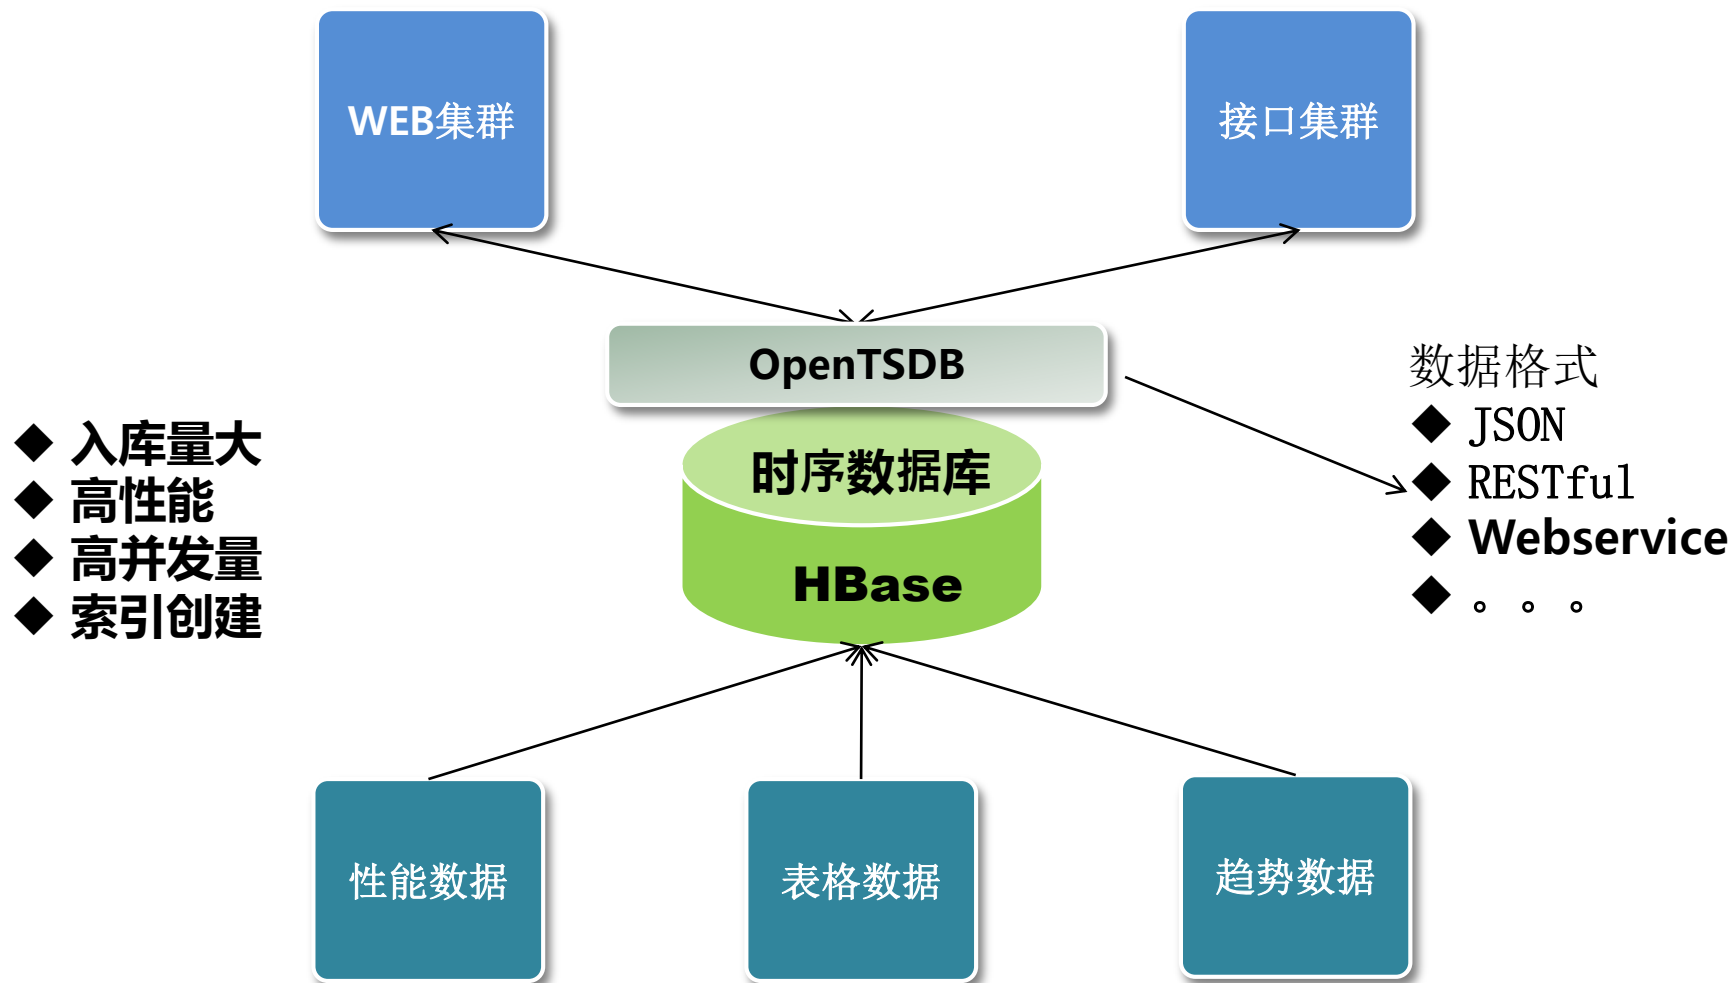 WEB集群
接口集群
OpenTSDB
时序数据库
HBase
◆ 入库量大
◆ 高性能
◆ 高并发量
◆ 索引创建
数据格式
◆ JSON
◆ RESTful
◆ Webservice
◆ 。。。
性能数据
表格数据
趋势数据